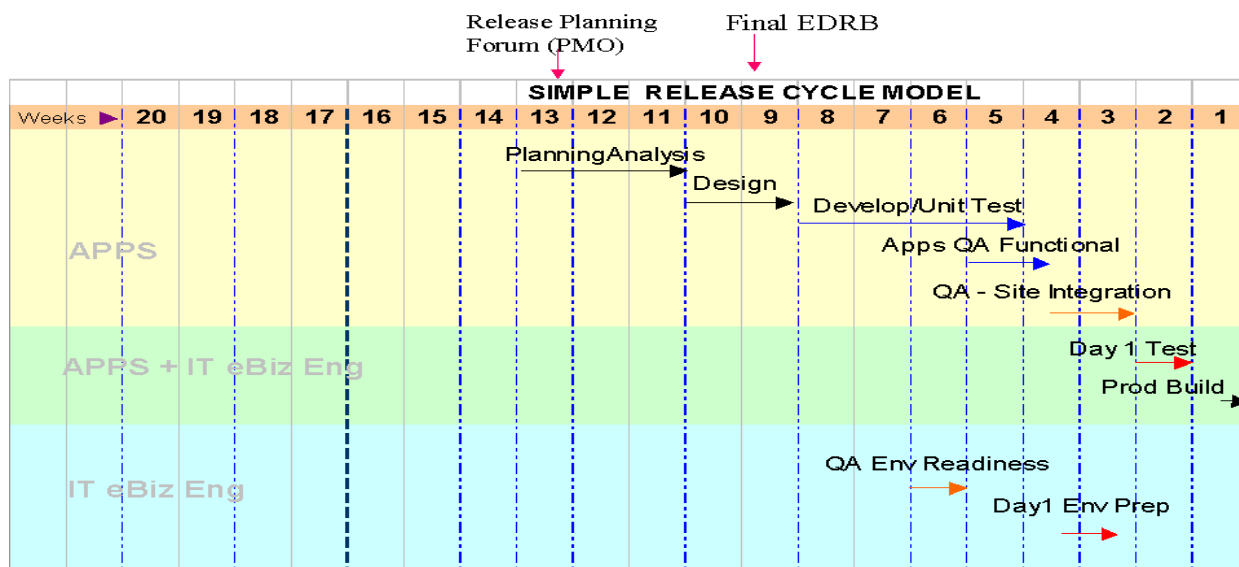 Release Planning
Forum (PMO)
Final EDRB
SIMPLE RELEASE CYCLE MODEL
Weeks 20 19 18 17 16 15 14 13 12 11 10 9 8 7 6 5 4 3 2 1
PlanningAnalysis
Design
Develop/Unit Test
APPS
Apps QA Functional
QA - Site Integration
APPS + IT eBiz Eng
Day 1 Test
Prod Build
QA Env Readiness
IT eBiz Eng
Day1 Env Prep